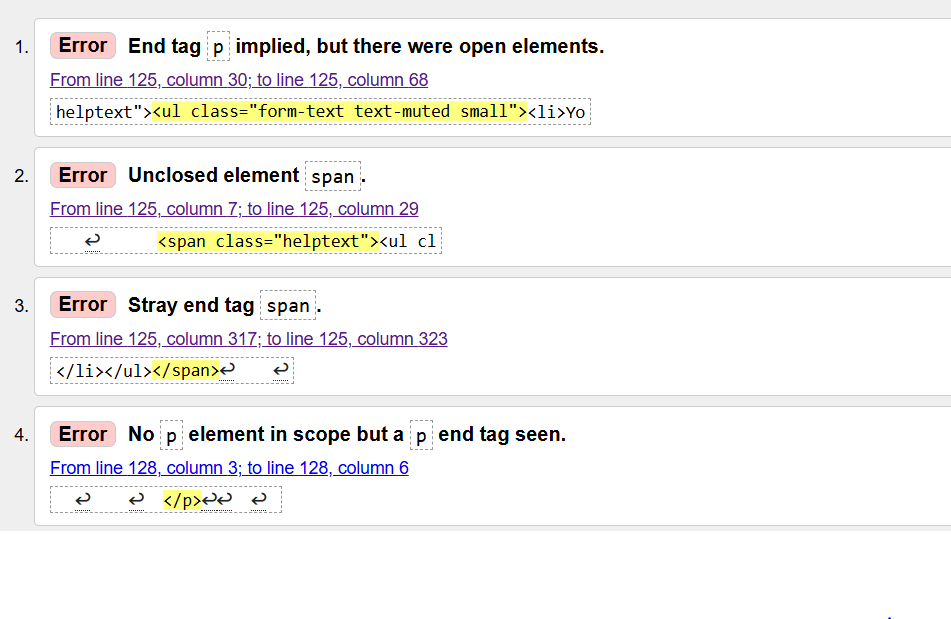 1. Error End tag p implied, but there were open elements.
From line 125, column 30; to line 125, column 68
helptext"><ul class="form-text text-muted small"><li>Yo
2. Error Unclosed element span.
From line 125, column 7; to line 125, column 29
↩ <span class="helptext"><ul cl
3. Error Stray end tag span.
From line 125, column 317; to line 125, column 323
</li></ul></span>↩ ↩
4. Error No p element in scope but a p end tag seen.
From line 128, column 3; to line 128, column 6
↩ ↩ </p>↩↩ ↩